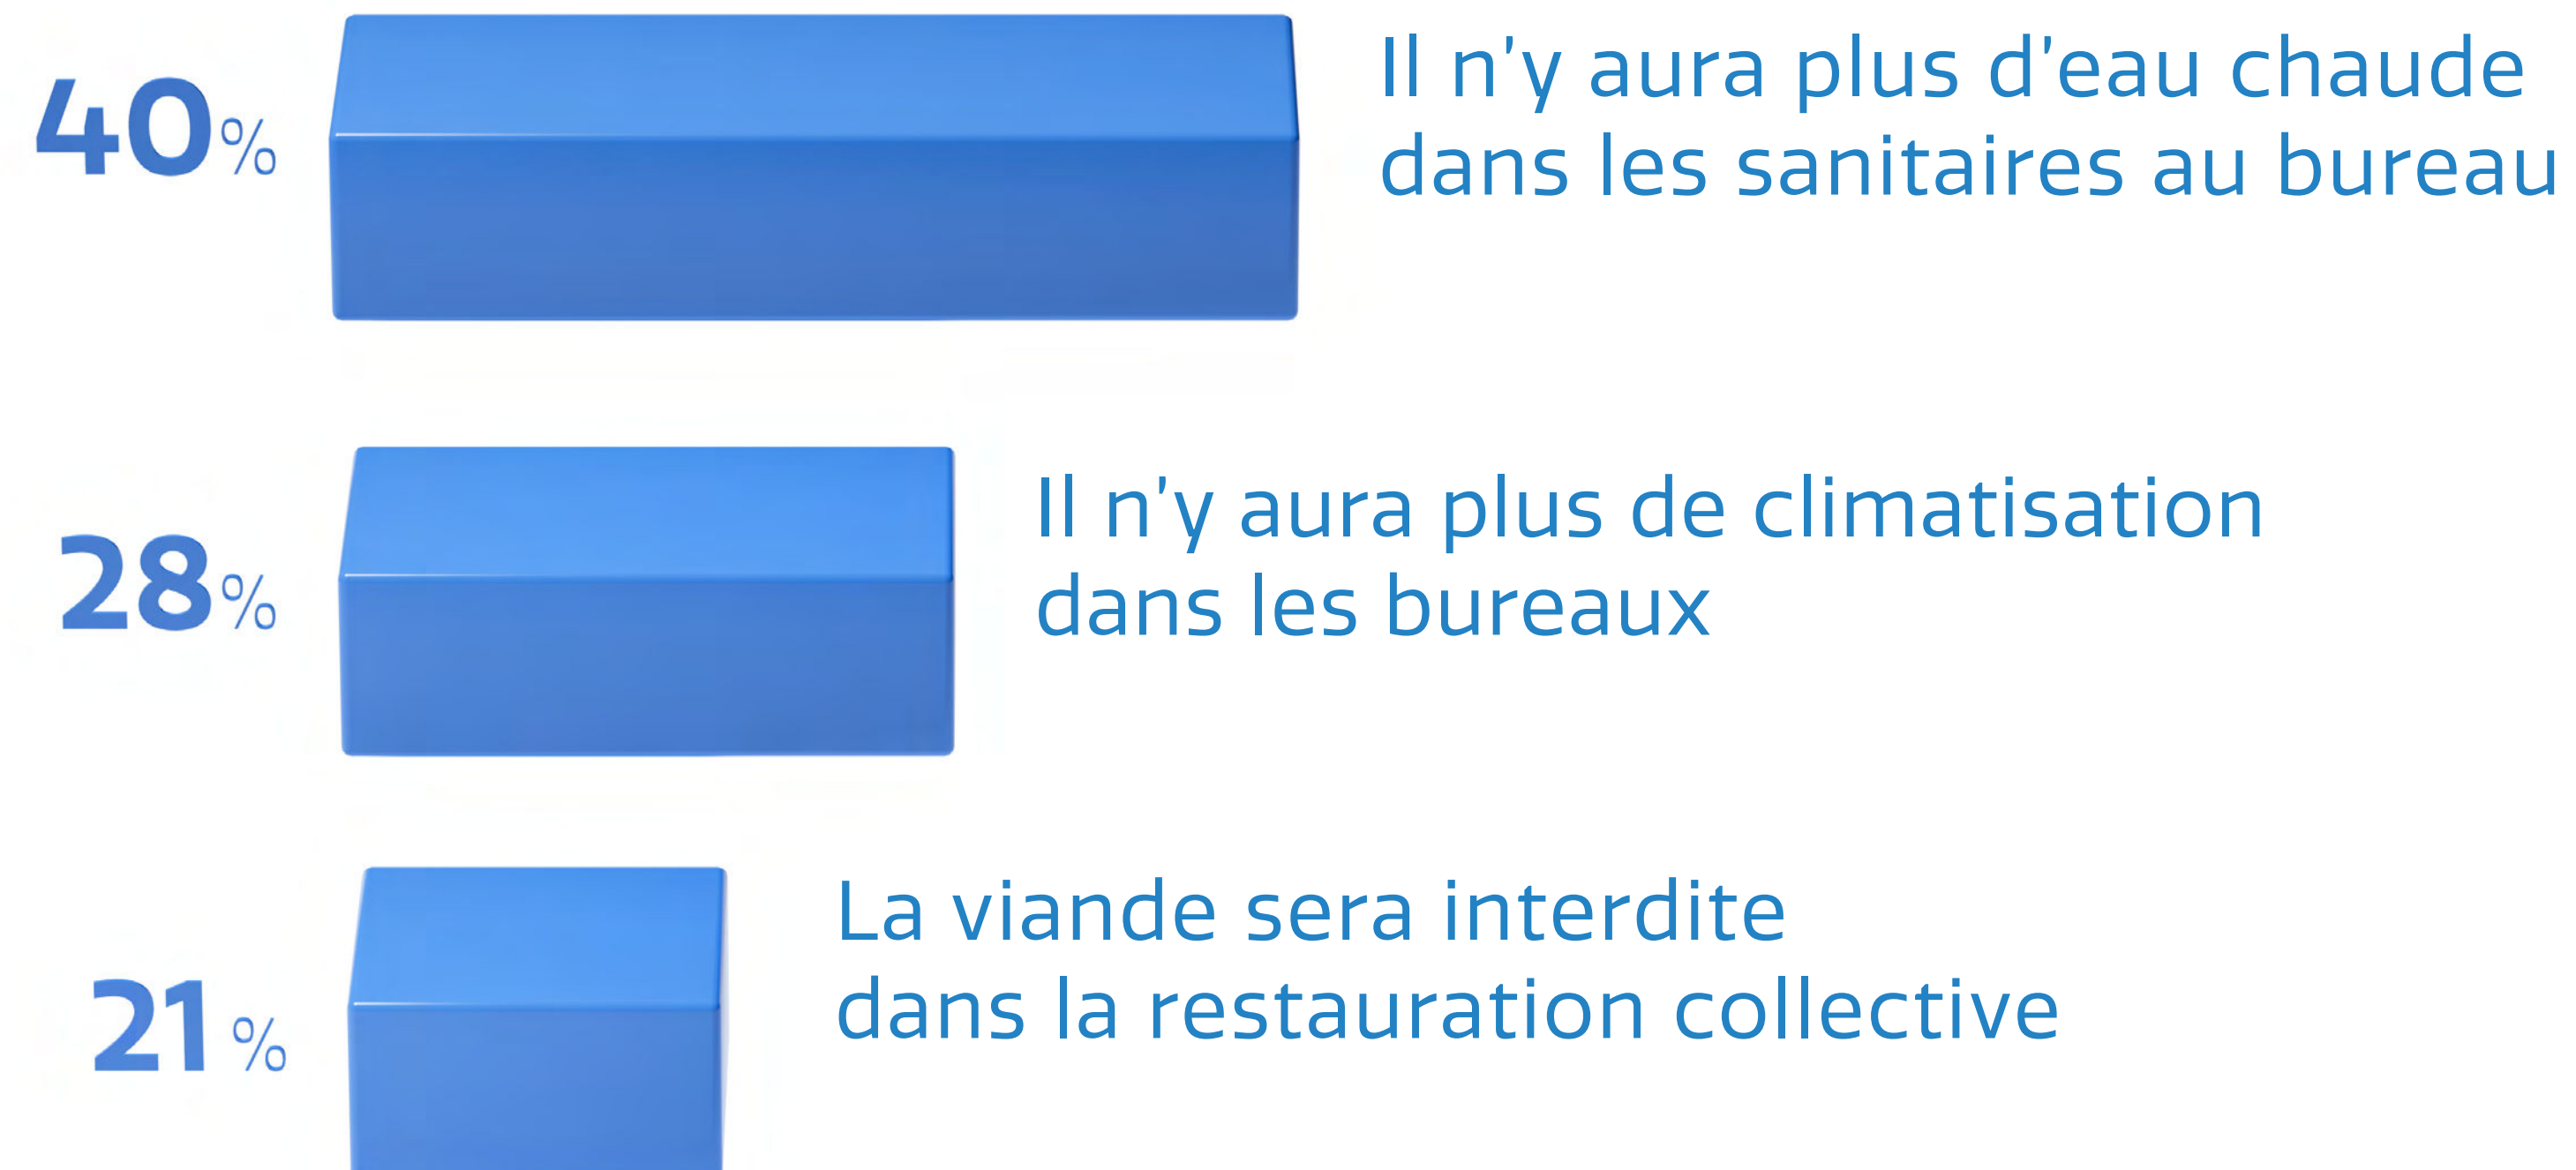 40%
Il n'y aura plus d'eau chaude
dans les sanitaires au bureau
28%
Il n'y aura plus de climatisation
dans les bureaux
21%
La viande sera interdite
dans la restauration collective